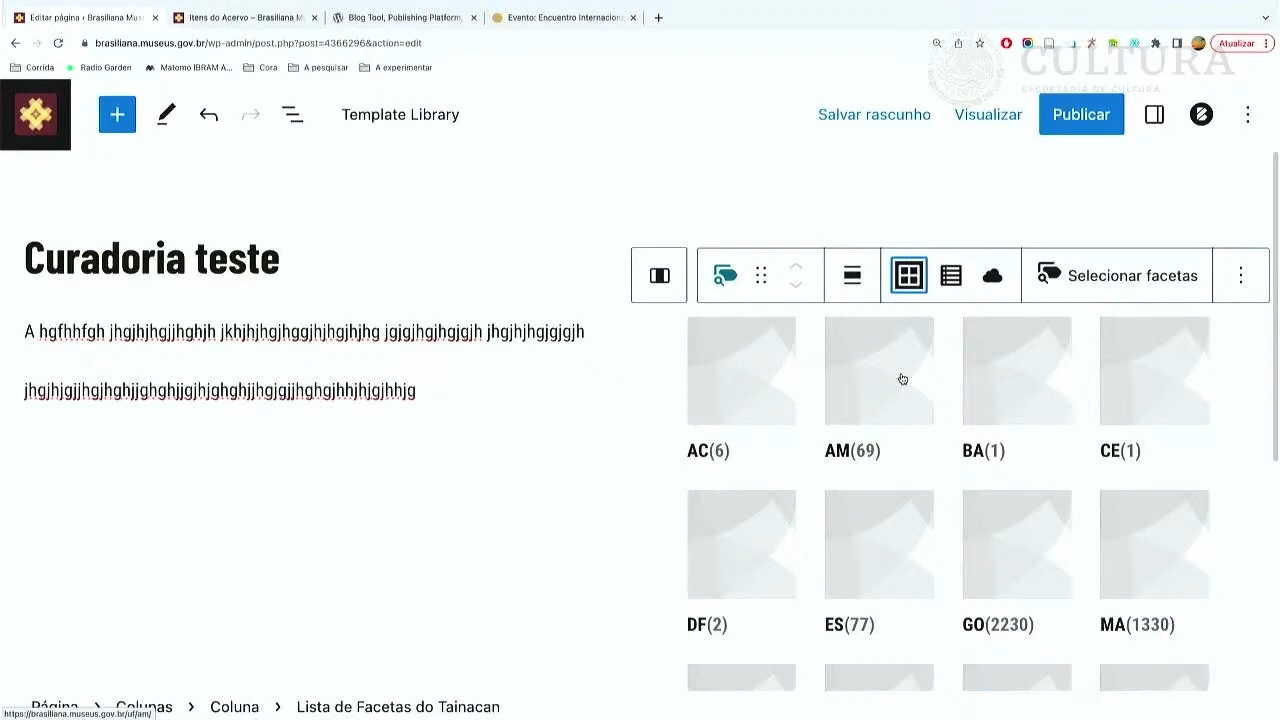 Editar página ‹ Brasiliana Mus
Itens do Acervo – Brasiliana M
Blog Tool, Publishing Platform,
Evento: Encuentro Internacion
brasiliana.museus.gov.br/wp-admin/post.php?post=4366296&action=edit
Atualizar
Corrida
Radio Garden
Matomo IBRAM A...
Cora
A pesquisar
A experimentar
CULTURA
SECRETARÍA DE CULTURA
Template Library
Salvar rascunho
Visualizar
Publicar
Curadoria teste
Selecionar facetas
A hgfhhfgh jhgjhjhgjjhghjh jkhjhjhgjhggjhjhgjhjhg jgjgjhgjhgjgjh jhgjhjhgjgjgjh
jhgjhjgjjhgjhghjjghghjjgjhjghghjjhgjgjjhghgjhhjhjgjhhjg
AC(6)
AM(69)
BA(1)
CE(1)
DF(2)
ES(77)
GO(2230)
MA(1330)
Página > Colunas > Coluna > Lista de Facetas do Tainacan
https://brasiliana.museus.gov.br/uf/am/